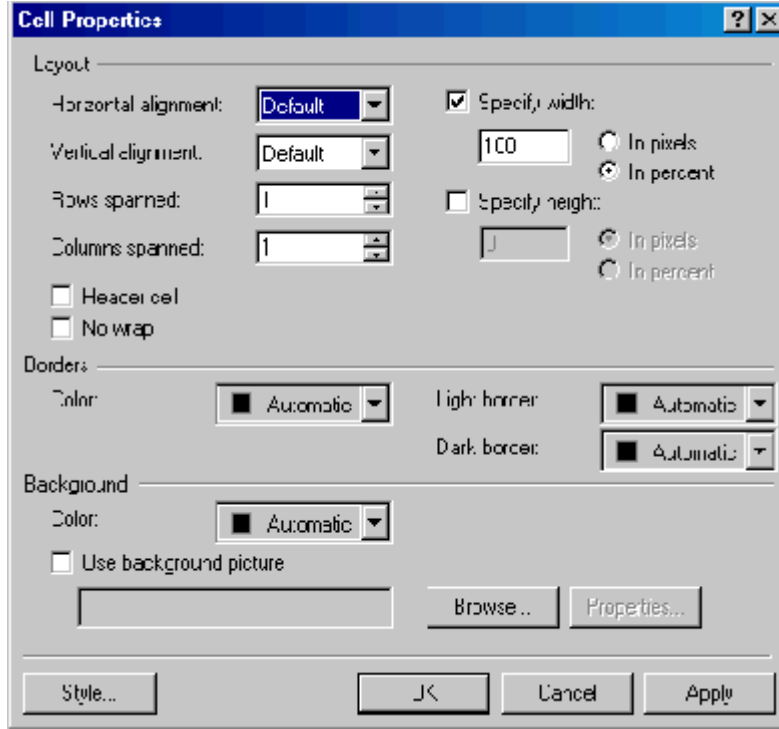 Cell Properties
Layout
Horizontal alignment: Default
Specify width:
Vertical alignment: Default
100
In pixels
In percent
Rows spanned: 1
Specify height:
Columns spanned: 1
In pixels
In percent
Header cell
No wrap
Borders
Color: Automatic
Light border: Automatic
Dark border: Automatic
Background
Color: Automatic
Use background picture
Browse...
Properties...
Style...
OK
Cancel
Apply